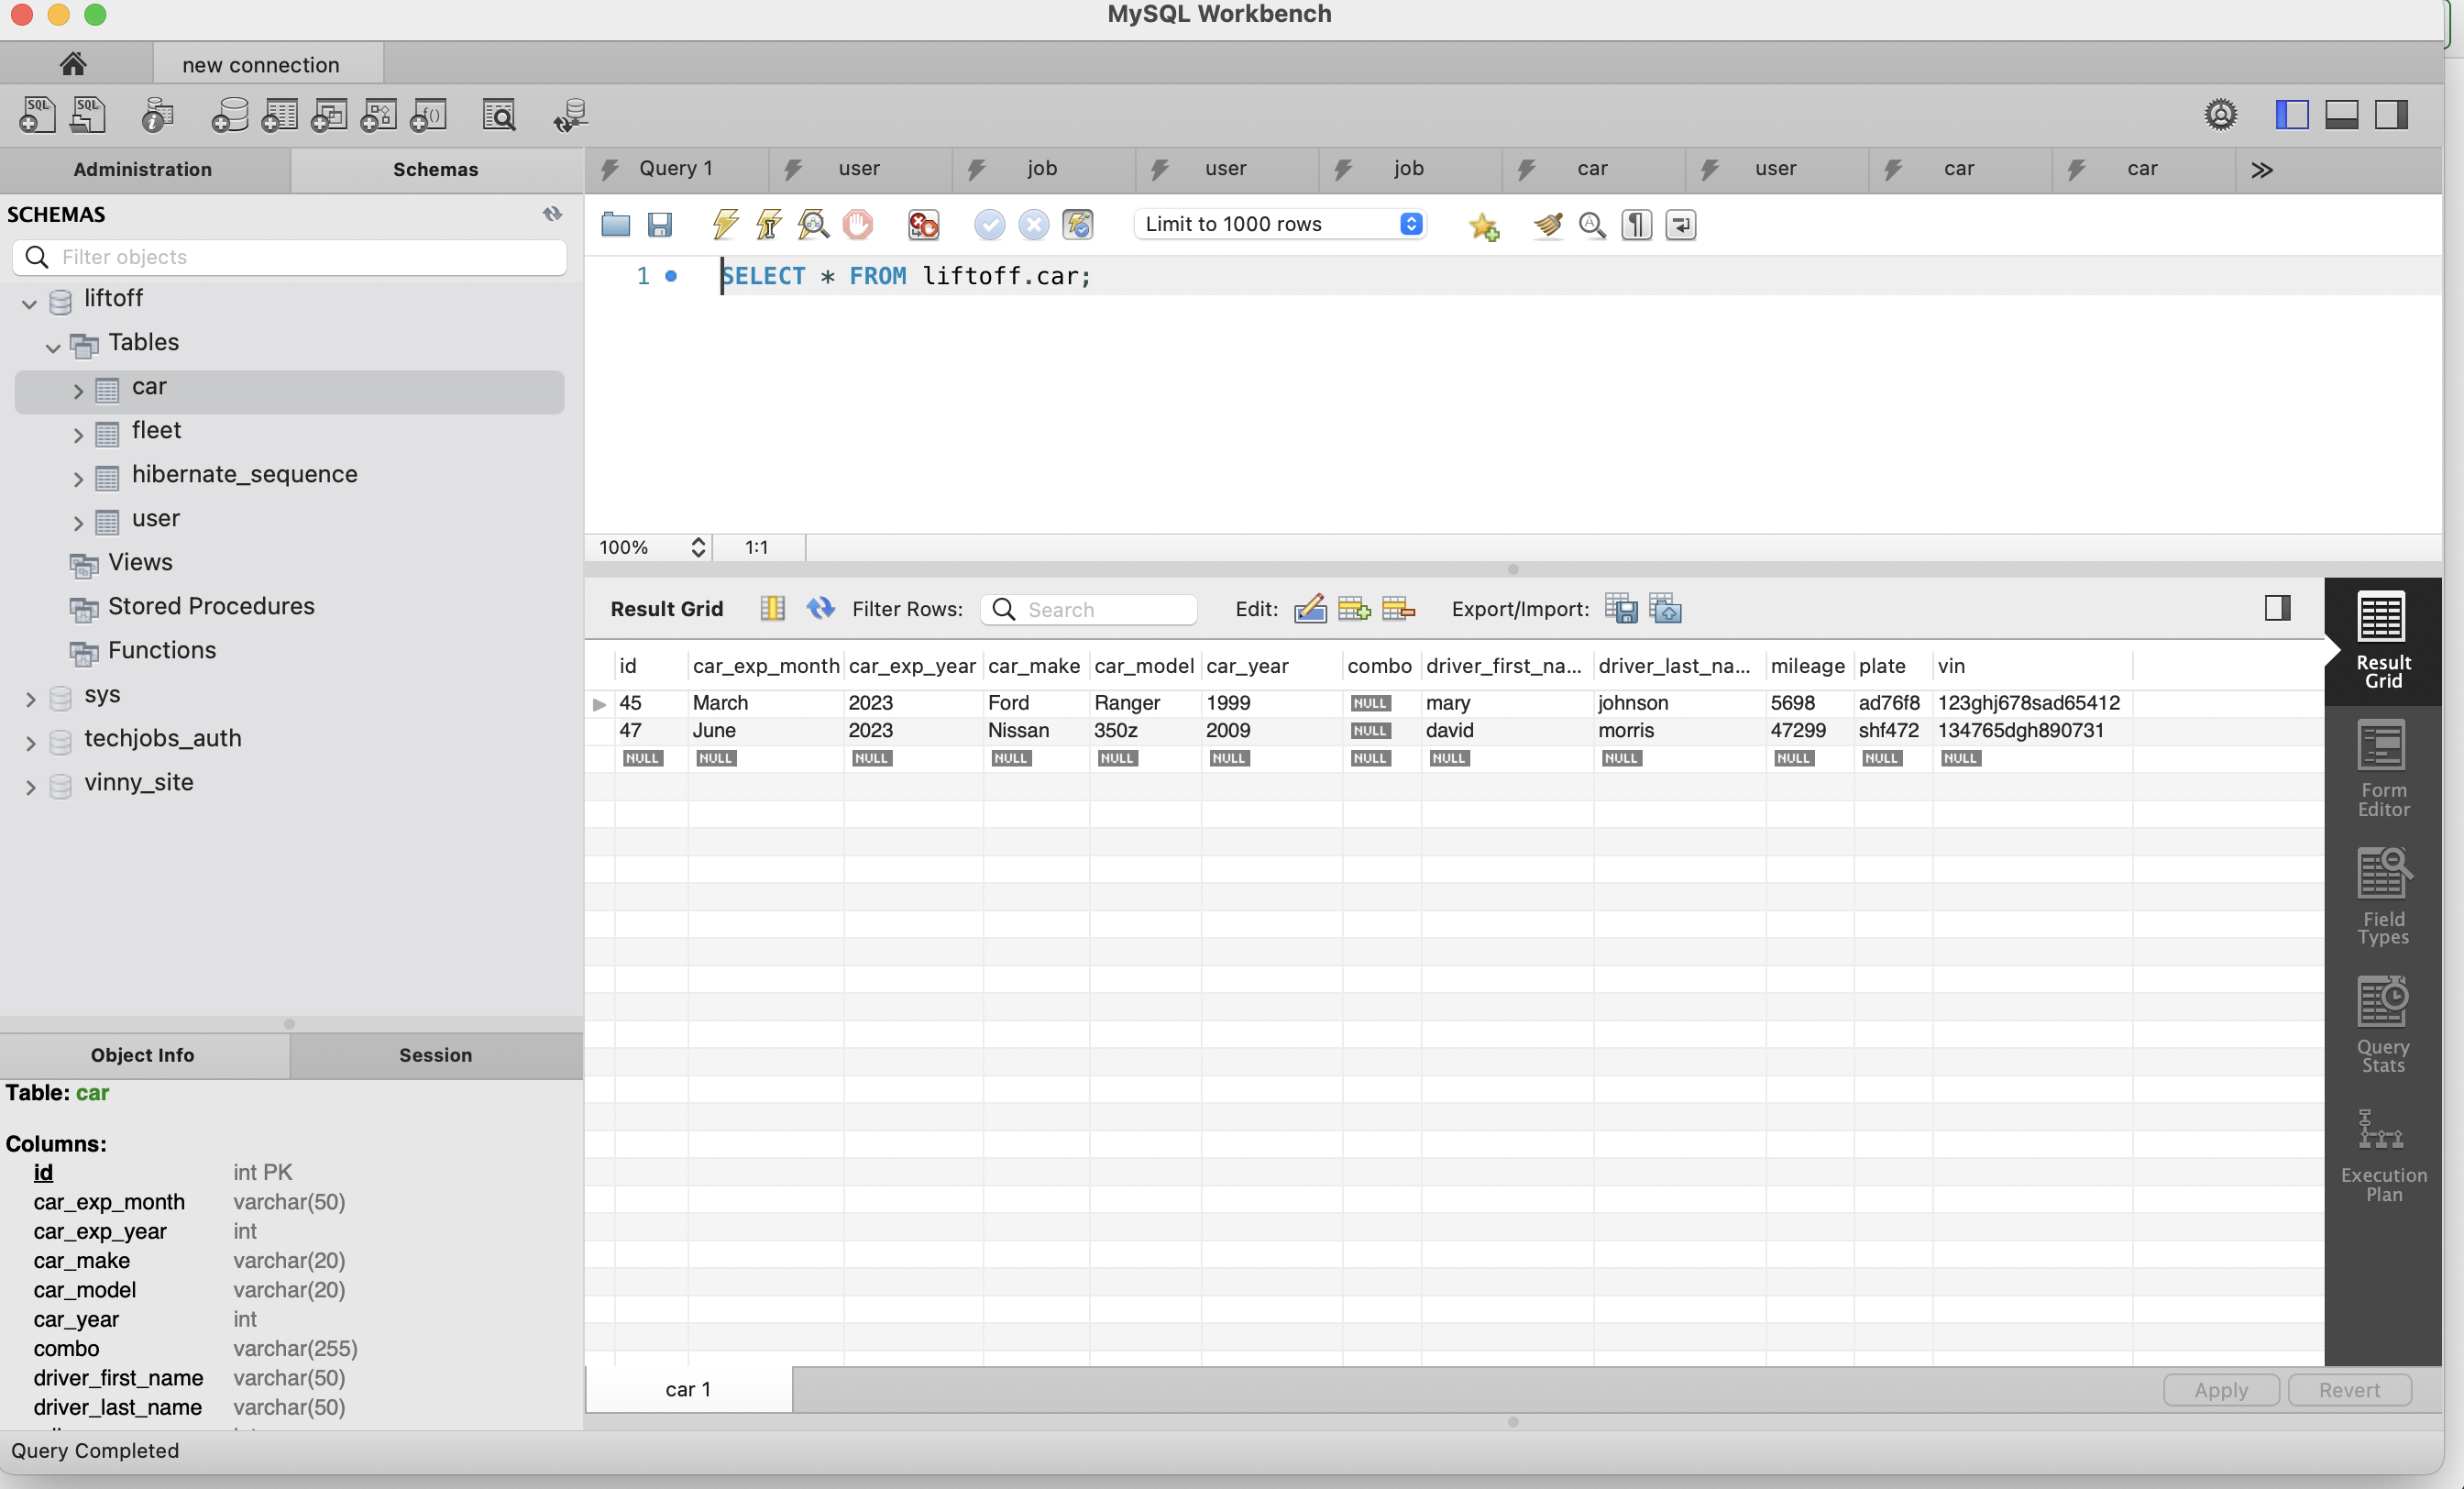 MySQL Workbench
new connection
Administration Schemas
Query 1 user job user job car user car car
SCHEMAS
Filter objects
liftoff
Tables
car
fleet
hibernate_sequence
user
Views
Stored Procedures
Functions
sys
techjobs_auth
vinny_site
Limit to 1000 rows
1 SELECT * FROM liftoff.car;
100% 1:1
Result Grid Filter Rows: Search Edit: Export/Import:
id car_exp_month car_exp_year car_make car_model car_year combo driver_first_na... driver_last_na... mileage plate vin
45 March 2023 Ford Ranger 1999 NULL mary johnson 5698 ad76f8 123ghj678sad65412
47 June 2023 Nissan 350z 2009 NULL david morris 47299 shf472 134765dgh890731
NULL NULL NULL NULL NULL NULL NULL NULL NULL NULL NULL NULL
Result
Grid
Form
Editor
Field
Types
Query
Stats
Execution
Plan
Object Info Session
Table: car
Columns:
id int PK
car_exp_month varchar(50)
car_exp_year int
car_make varchar(20)
car_model varchar(20)
car_year int
combo varchar(255)
driver_first_name varchar(50)
driver_last_name varchar(50)
car 1
Apply Revert
Query Completed